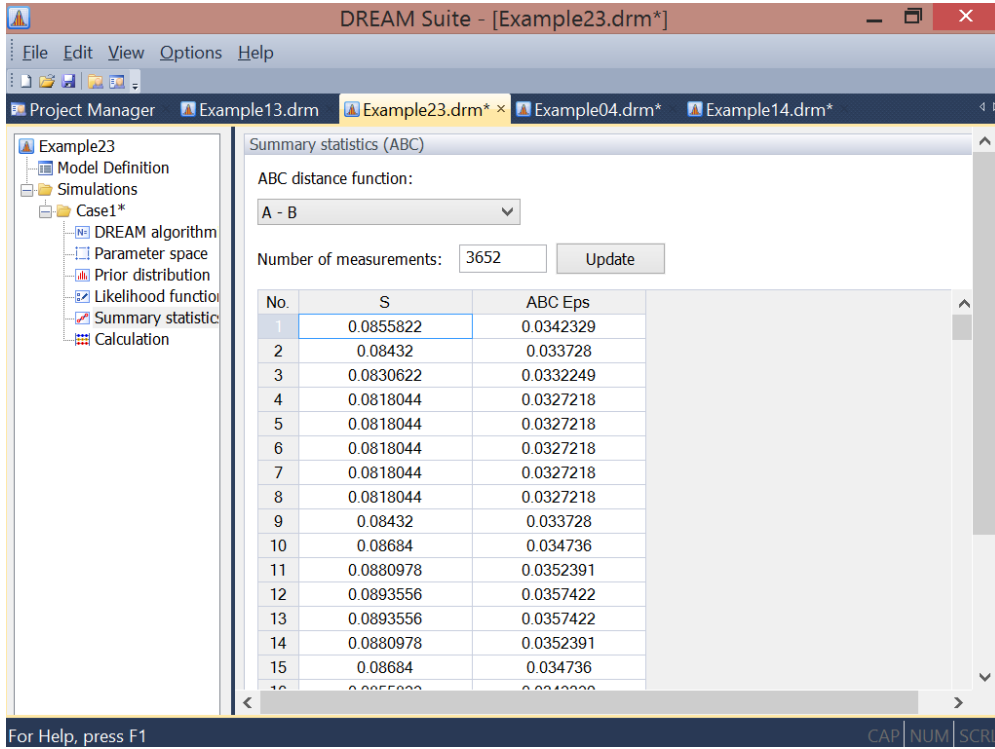 DREAM Suite - [Example23.drm*]
File Edit View Options Help
Project Manager Example13.drm Example23.drm* × Example04.drm* Example14.drm*
Example23
Model Definition
Simulations
Case1*
DREAM algorithm
Parameter space
Prior distribution
Likelihood function
Summary statistics
Calculation
Summary statistics (ABC)
ABC distance function:
A - B
Number of measurements: 3652 Update
No. S ABC Eps
1 0.0855822 0.0342329
2 0.08432 0.033728
3 0.0830622 0.0332249
4 0.0818044 0.0327218
5 0.0818044 0.0327218
6 0.0818044 0.0327218
7 0.0818044 0.0327218
8 0.0818044 0.0327218
9 0.08432 0.033728
10 0.08684 0.034736
11 0.0880978 0.0352391
12 0.0893556 0.0357422
13 0.0893556 0.0357422
14 0.0880978 0.0352391
15 0.08684 0.034736
For Help, press F1
CAP NUM SCRL